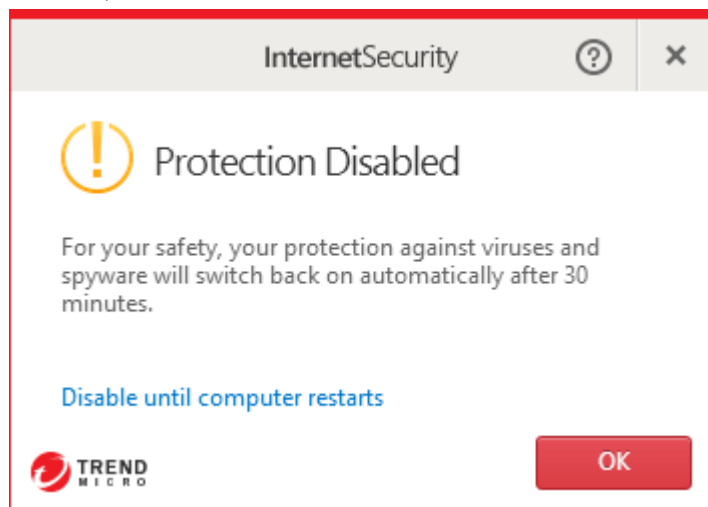 InternetSecurity
Protection Disabled
For your safety, your protection against viruses and
spyware will switch back on automatically after 30
minutes.
Disable until computer restarts
TREND
MICRO
OK